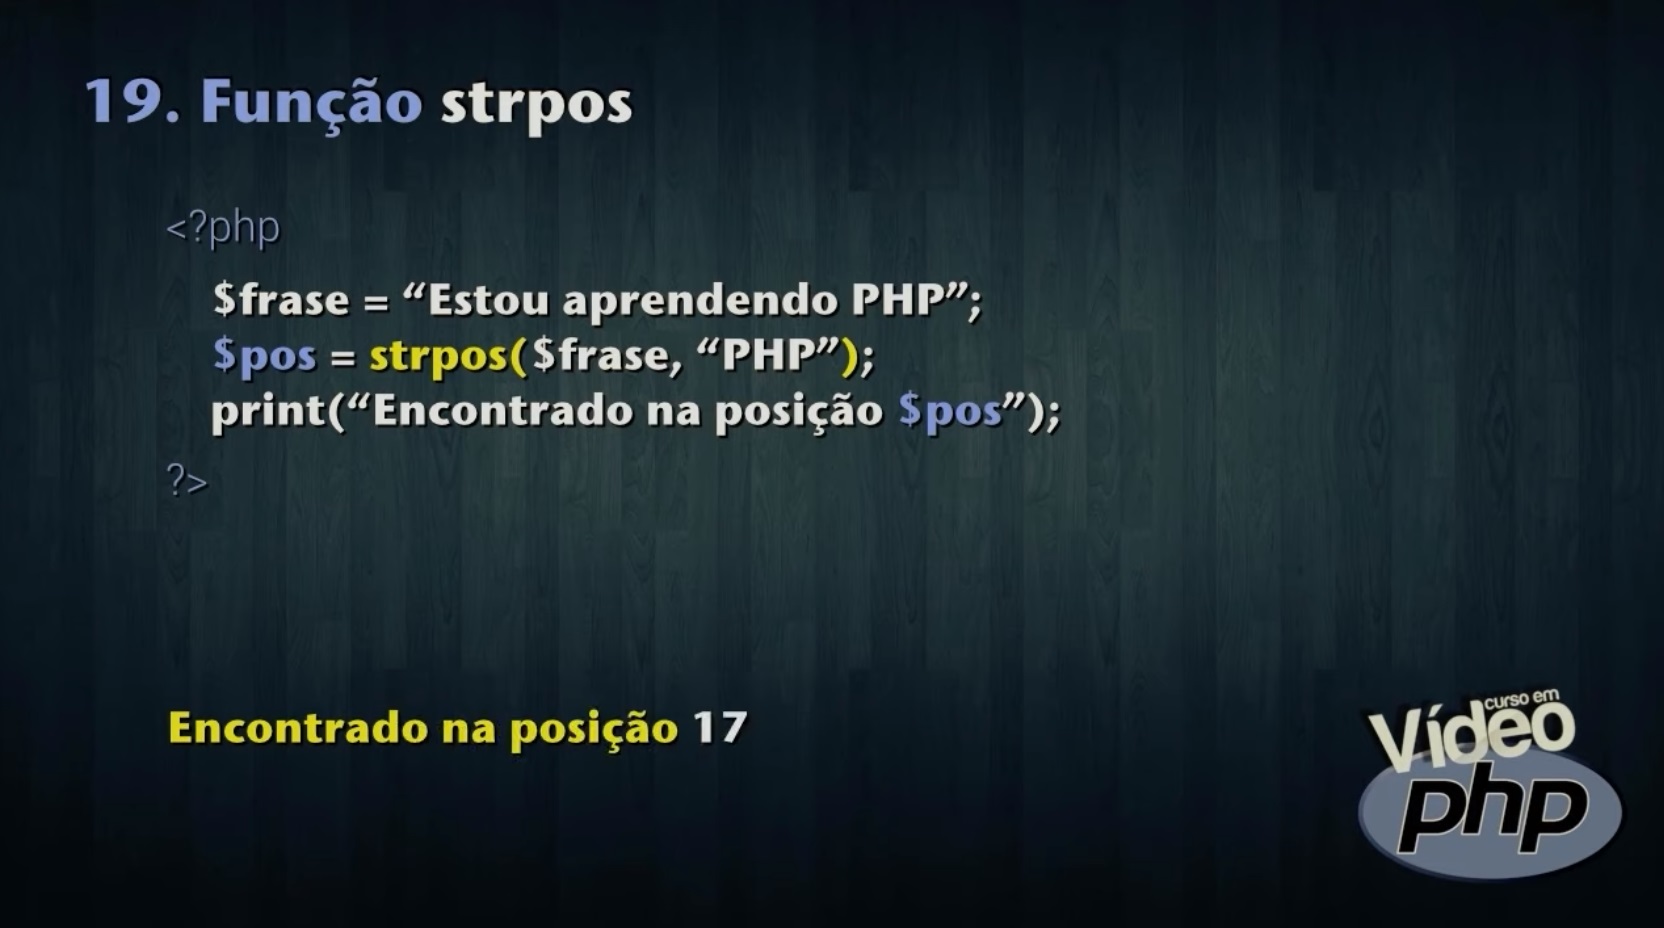 19. Função strpos
<?php
$frase = “Estou aprendendo PHP”;
$pos = strpos($frase, “PHP”);
print(“Encontrado na posição $pos”);
?>
Encontrado na posição 17
curso em
Vídeo
php